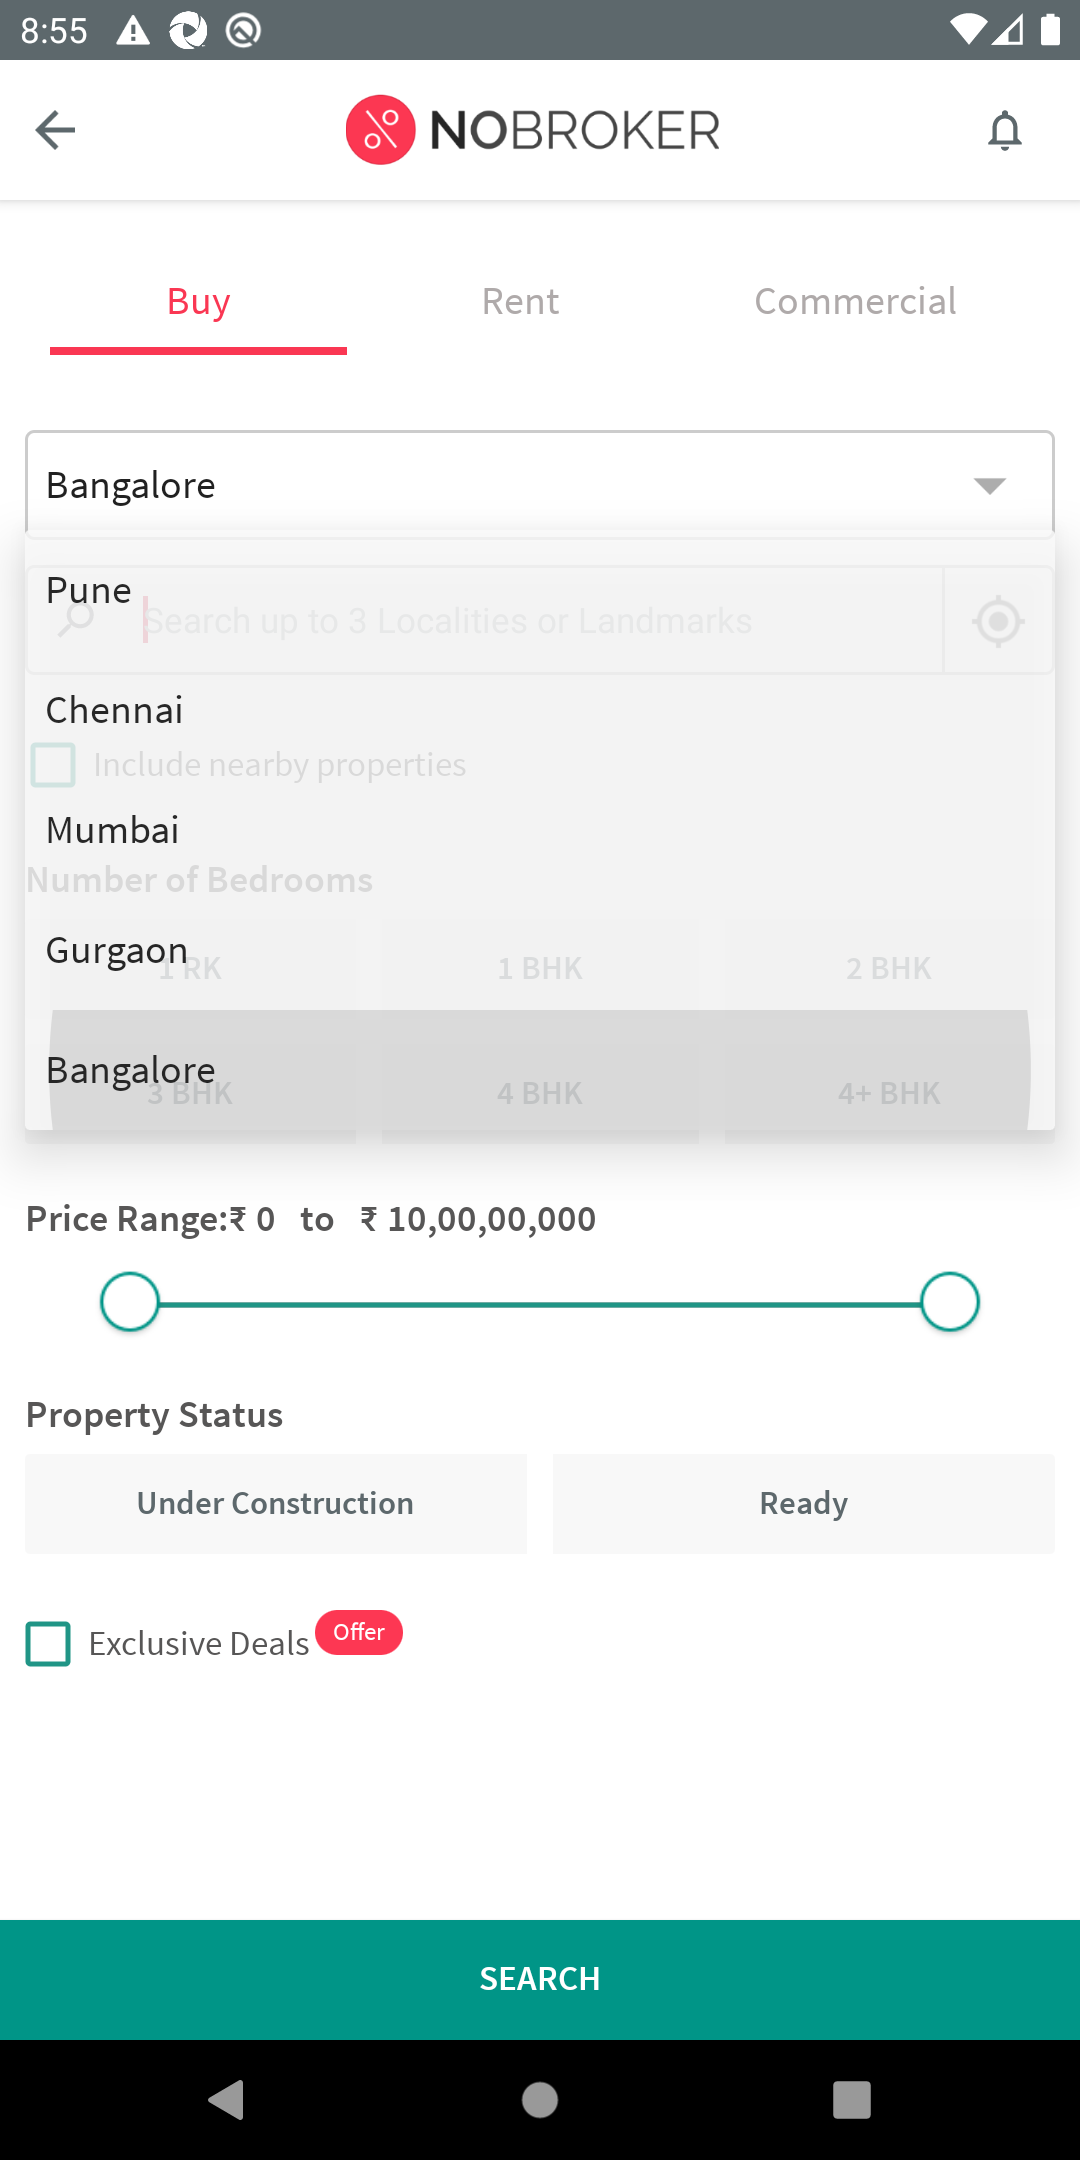 8:55
NOBROKER
Buy Rent Commercial
Bangalore
Pune
Search up to 3 Localities or Landmarks
Chennai
Include nearby properties
Mumbai
Number of Bedrooms
Gurgaon
1 RK 1 BHK 2 BHK
Bangalore
3 BHK 4 BHK 4+ BHK
Price Range:₹ 0 to ₹ 10,00,00,000
Property Status
Under Construction Ready
Exclusive Deals Offer
SEARCH